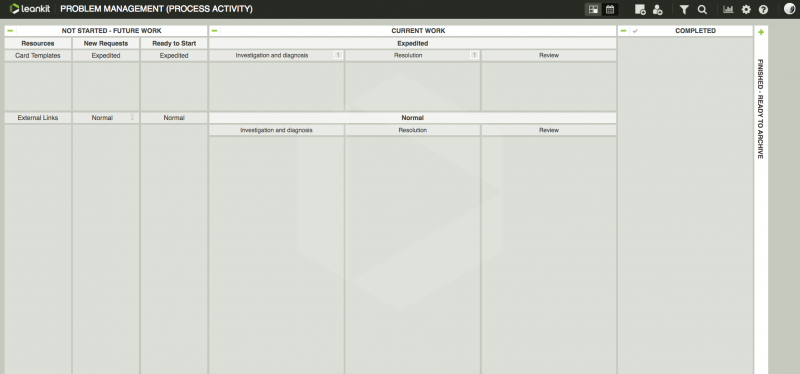 leankit PROBLEM MANAGEMENT (PROCESS ACTIVITY)
NOT STARTED - FUTURE WORK
CURRENT WORK
COMPLETED
FINISHED - READY TO ARCHIVE
Resources New Requests Ready to Start
Expedited
Card Templates Expedited Expedited
Investigation and diagnosis Resolution Review
External Links Normal Normal
Normal
Investigation and diagnosis Resolution Review